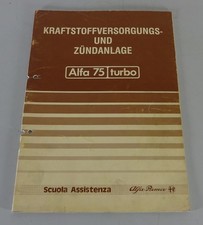 KRAFTSTOFFVERSORGUNGS-
UND
ZÜNDANLAGE
Alfa 75 turbo
Scuola Assistenza Alfa Romeo